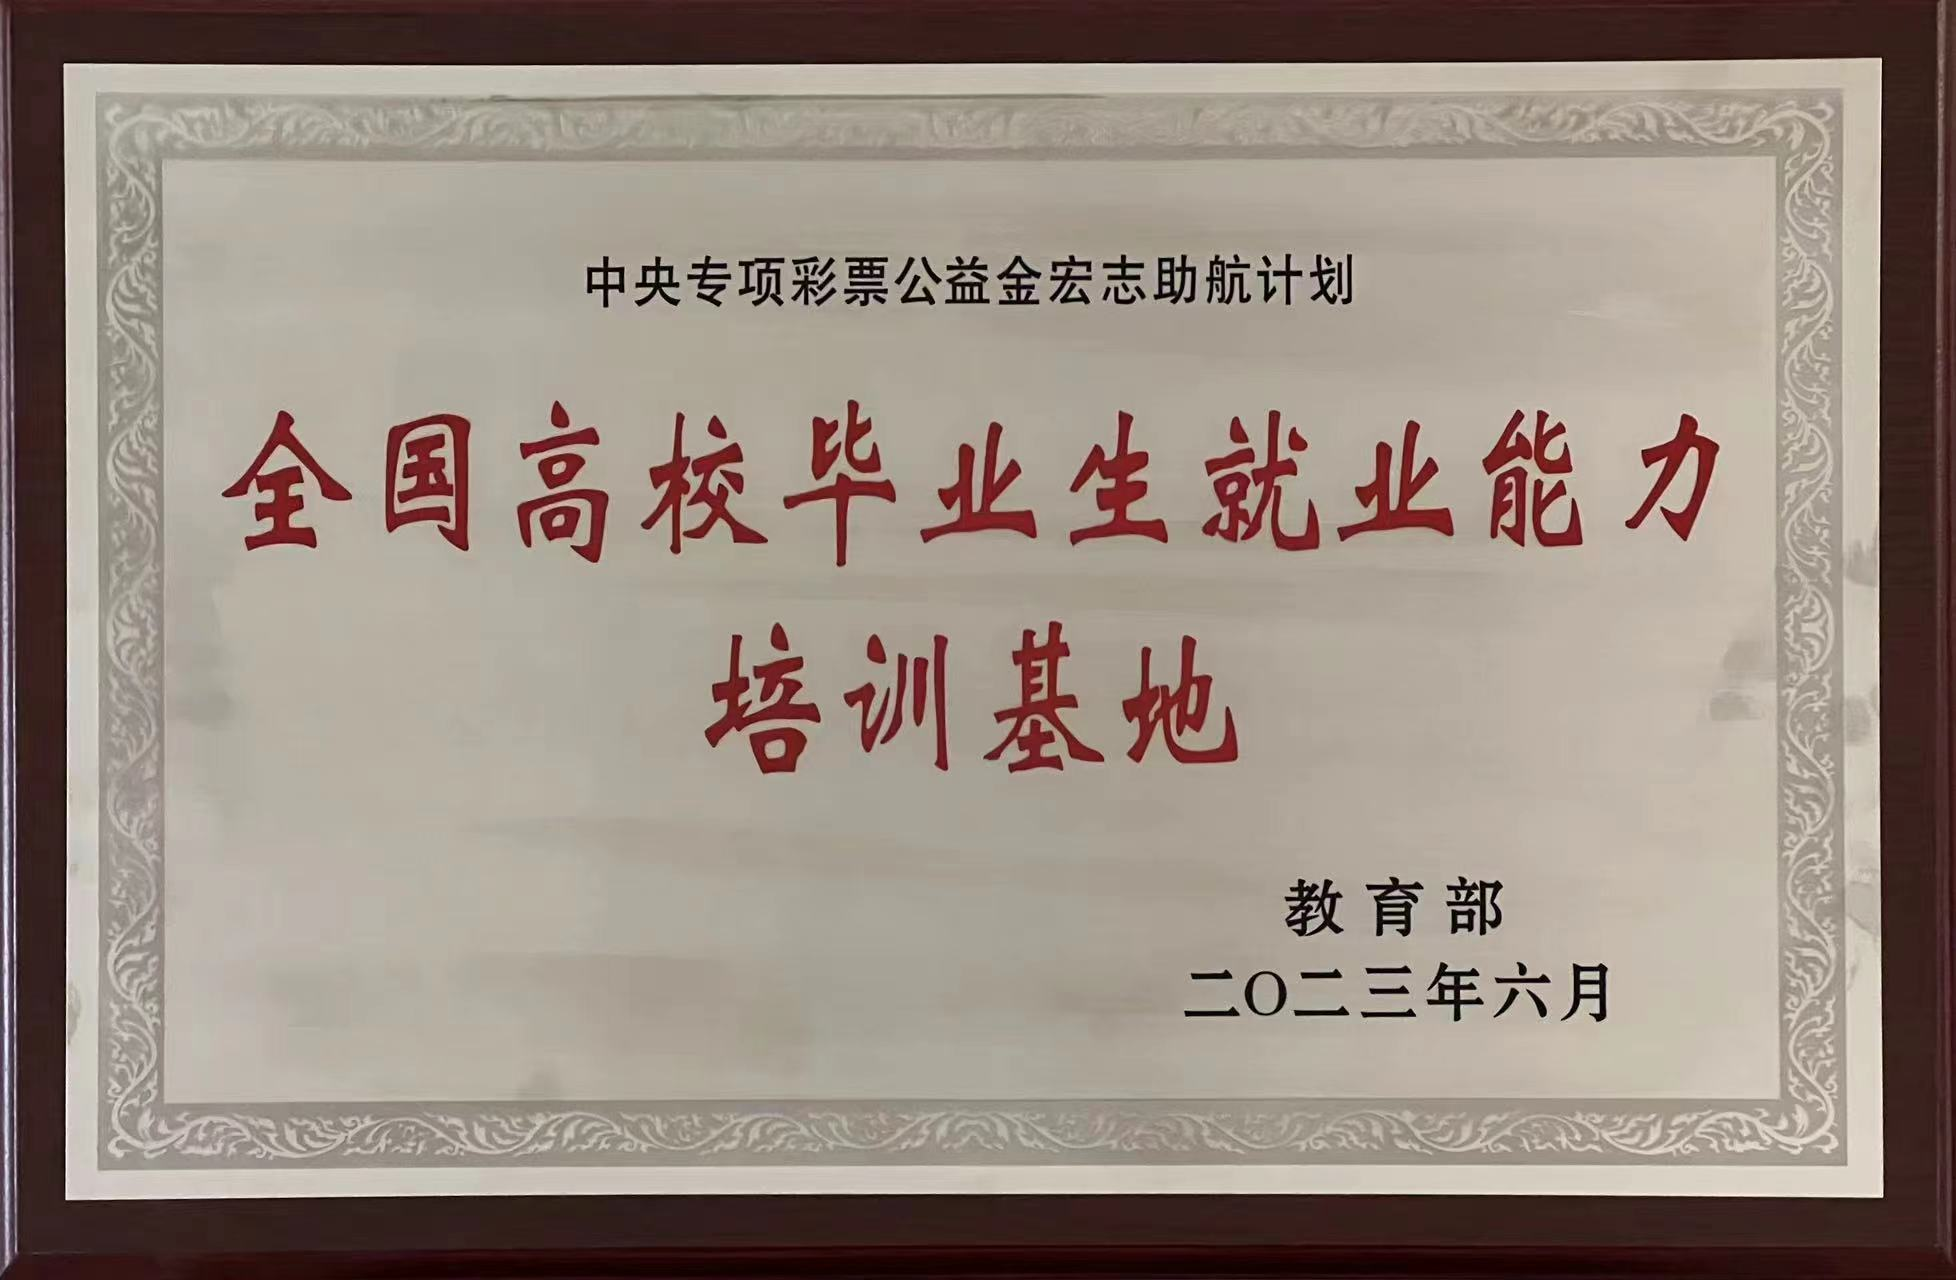 中央专项彩票公益金宏志助航计划
全国高校毕业生就业能力
培训基地
教育部
二〇二三年六月